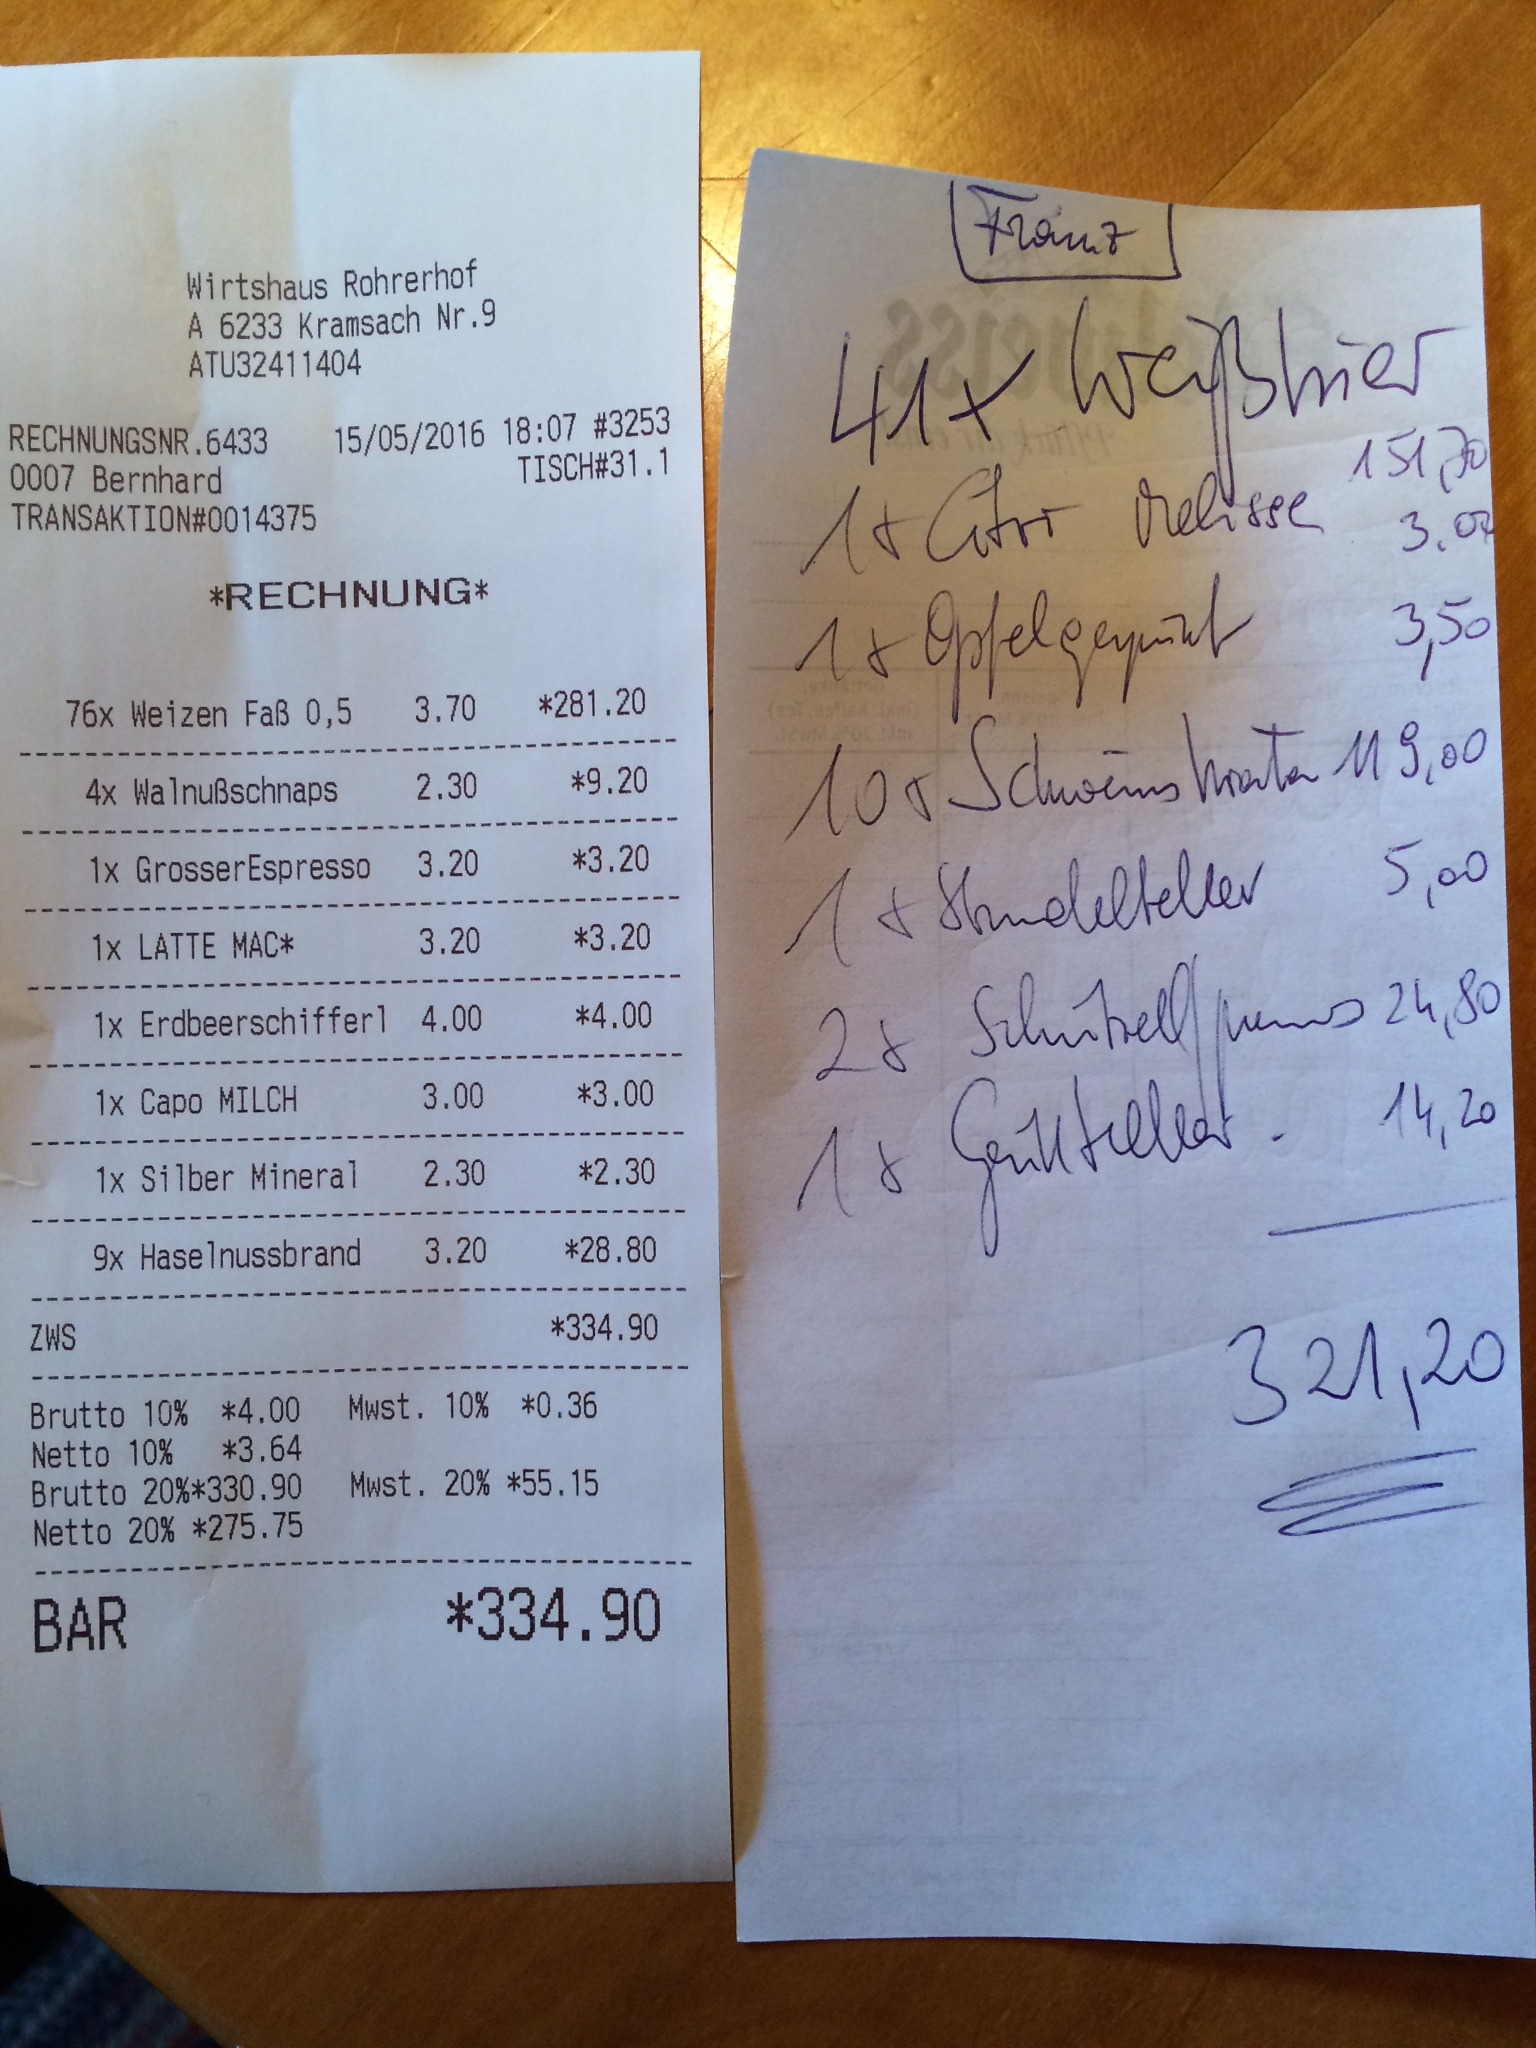 Wirtshaus Rohrerhof
A 6233 Kramsach Nr.9
ATU32411404
RECHNUNGSNR.6433 15/05/2016 18:07 #3253
0007 Bernhard TISCH#31.1
TRANSAKTION#0014375
*RECHNUNG*
76x Weizen Faß 0,5 3.70 *281.20
4x Walnußschnaps 2.30 *9.20
1x GrosserEspresso 3.20 *3.20
1x LATTE MAC* 3.20 *3.20
1x Erdbeerschifferl 4.00 *4.00
1x Capo MILCH 3.00 *3.00
1x Silber Mineral 2.30 *2.30
9x Haselnussbrand 3.20 *28.80
ZWS *334.90
Brutto 10% *4.00 Mwst. 10% *0.36
Netto 10% *3.64
Brutto 20%*330.90 Mwst. 20% *55.15
Netto 20% *275.75
BAR *334.90
Franz
41x Weißbier
151,70
1x Citro Melisse 3.00
1x Apfelgespritzt 3,50
10x Schweinsbraten 119,00
1x Strudelteller 5,00
2x 24,80
1x Grillteller. 14,20
321,20